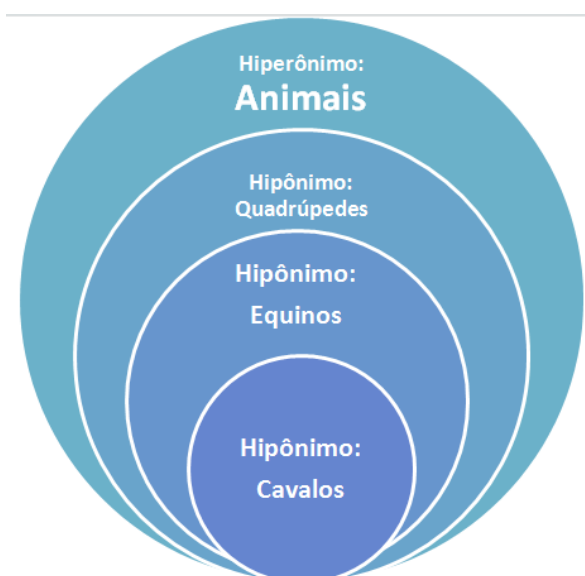 Hiperônimo:
Animais
Hipônimo:
Quadrúpedes
Hipônimo:
Equinos
Hipônimo:
Cavalos